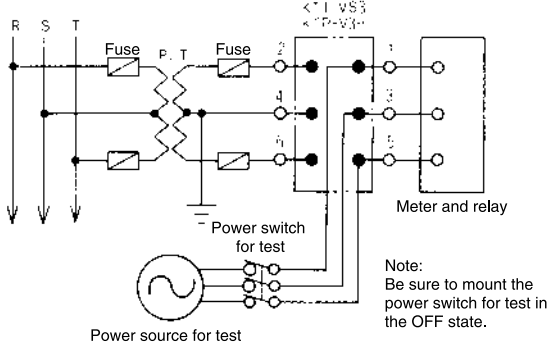 R S T
Fuse
P. T
Fuse
2
1
4
3
6
5
Meter and relay
Power switch
for test
Note:
Be sure to mount the
power switch for test in
the OFF state.
Power source for test